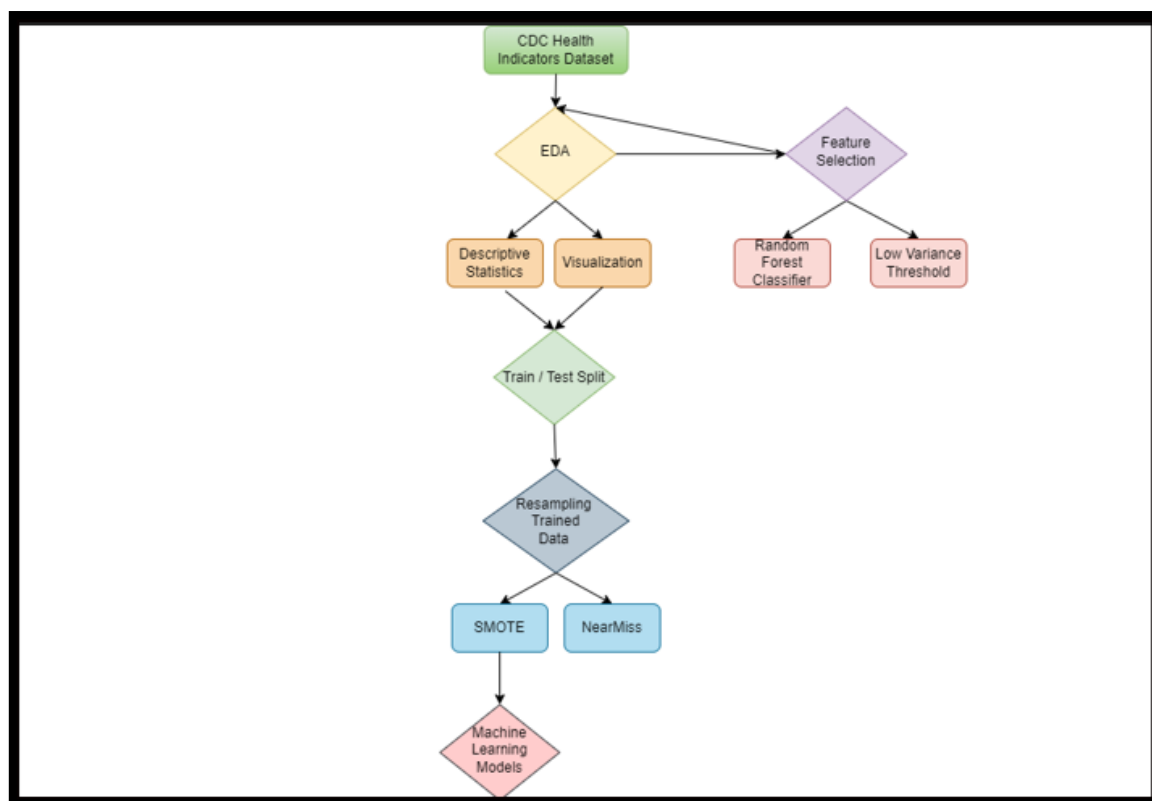 CDC Health
Indicators Dataset
EDA
Feature
Selection
Descriptive
Statistics
Visualization
Random
Forest
Classifier
Low Variance
Threshold
Train / Test Split
Resampling
Trained
Data
SMOTE
NearMiss
Machine
Learning
Models